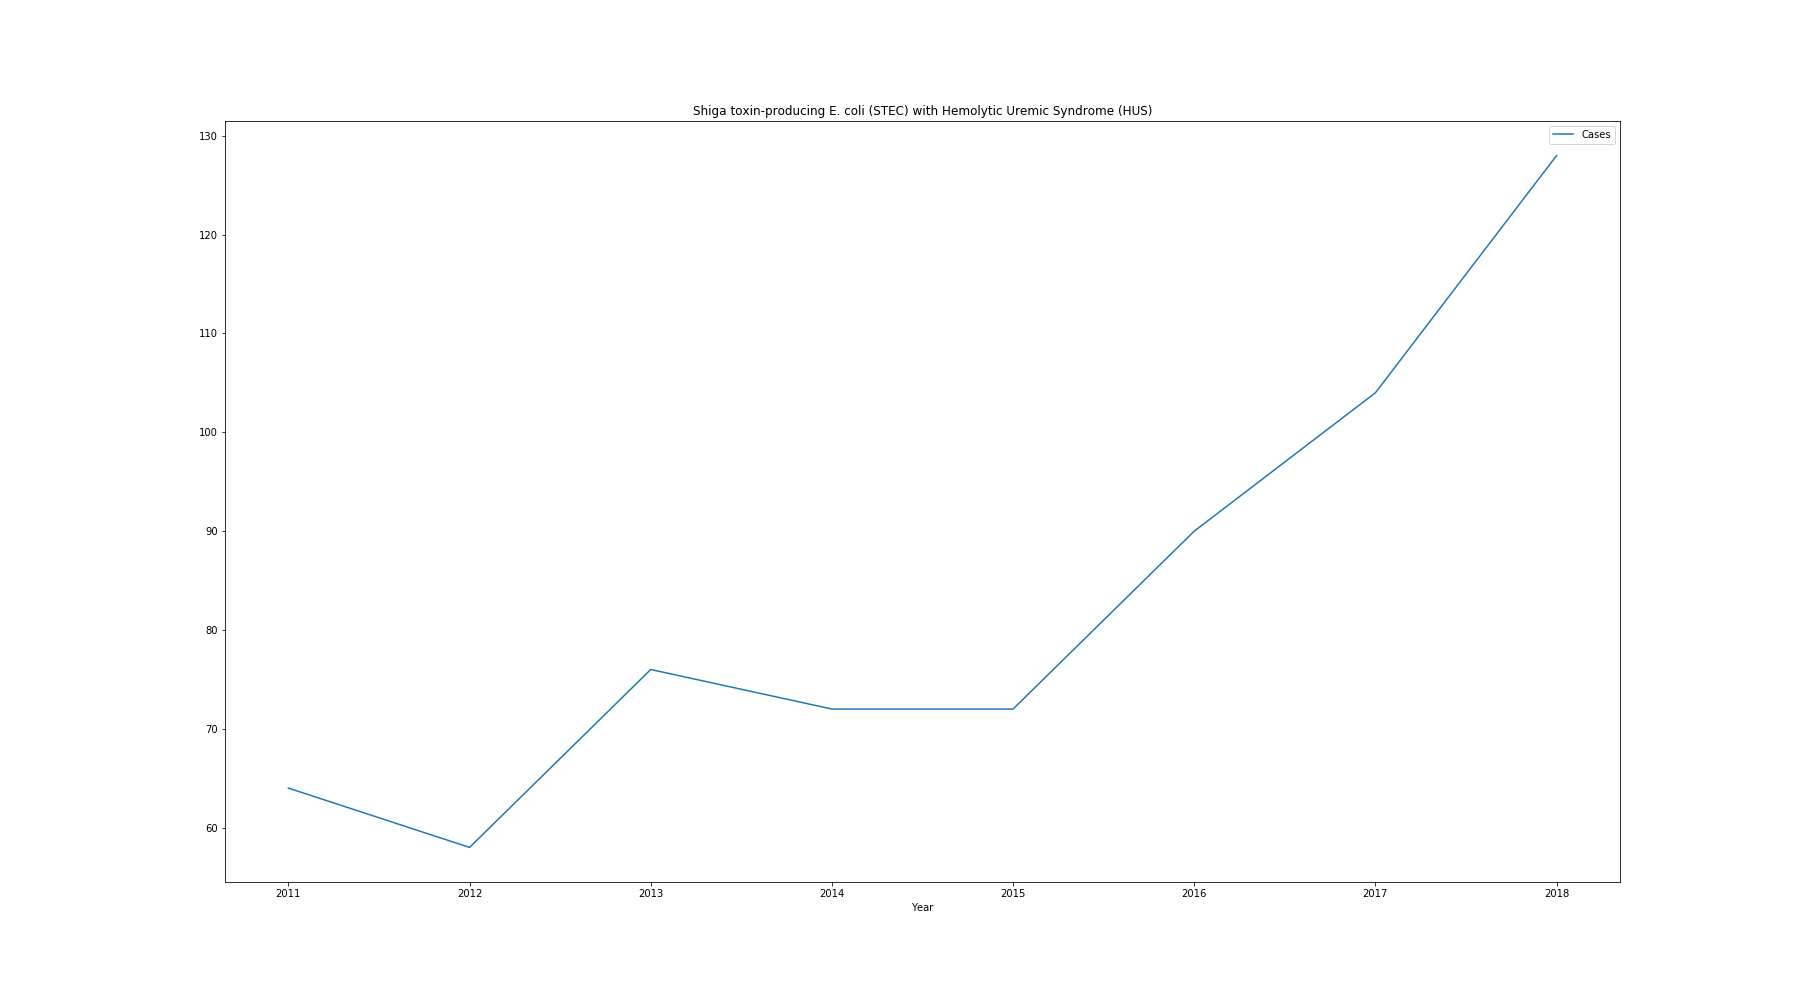 Shiga toxin-producing E. coli (STEC) with Hemolytic Uremic Syndrome (HUS)
Cases
130
120
110
100
90
80
70
60
2011 2012 2013 2014 2015 2016 2017 2018
Year